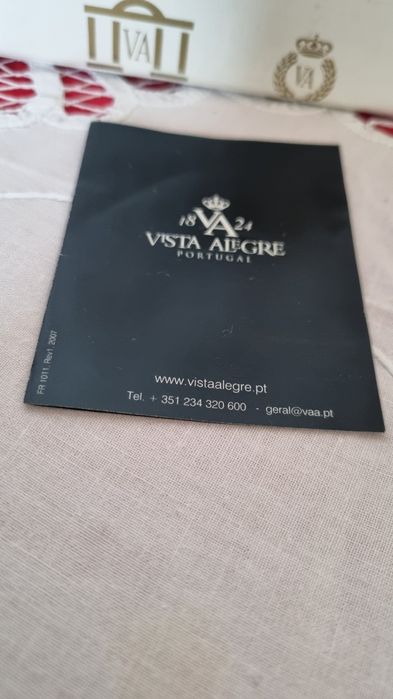 VA
VA
18 VA 24
VISTA ALEGRE
PORTUGAL
www.vistaalegre.pt
Tel. + 351 234 320 600 - geral@vaa.pt
FR 1011, Rev1, 2007